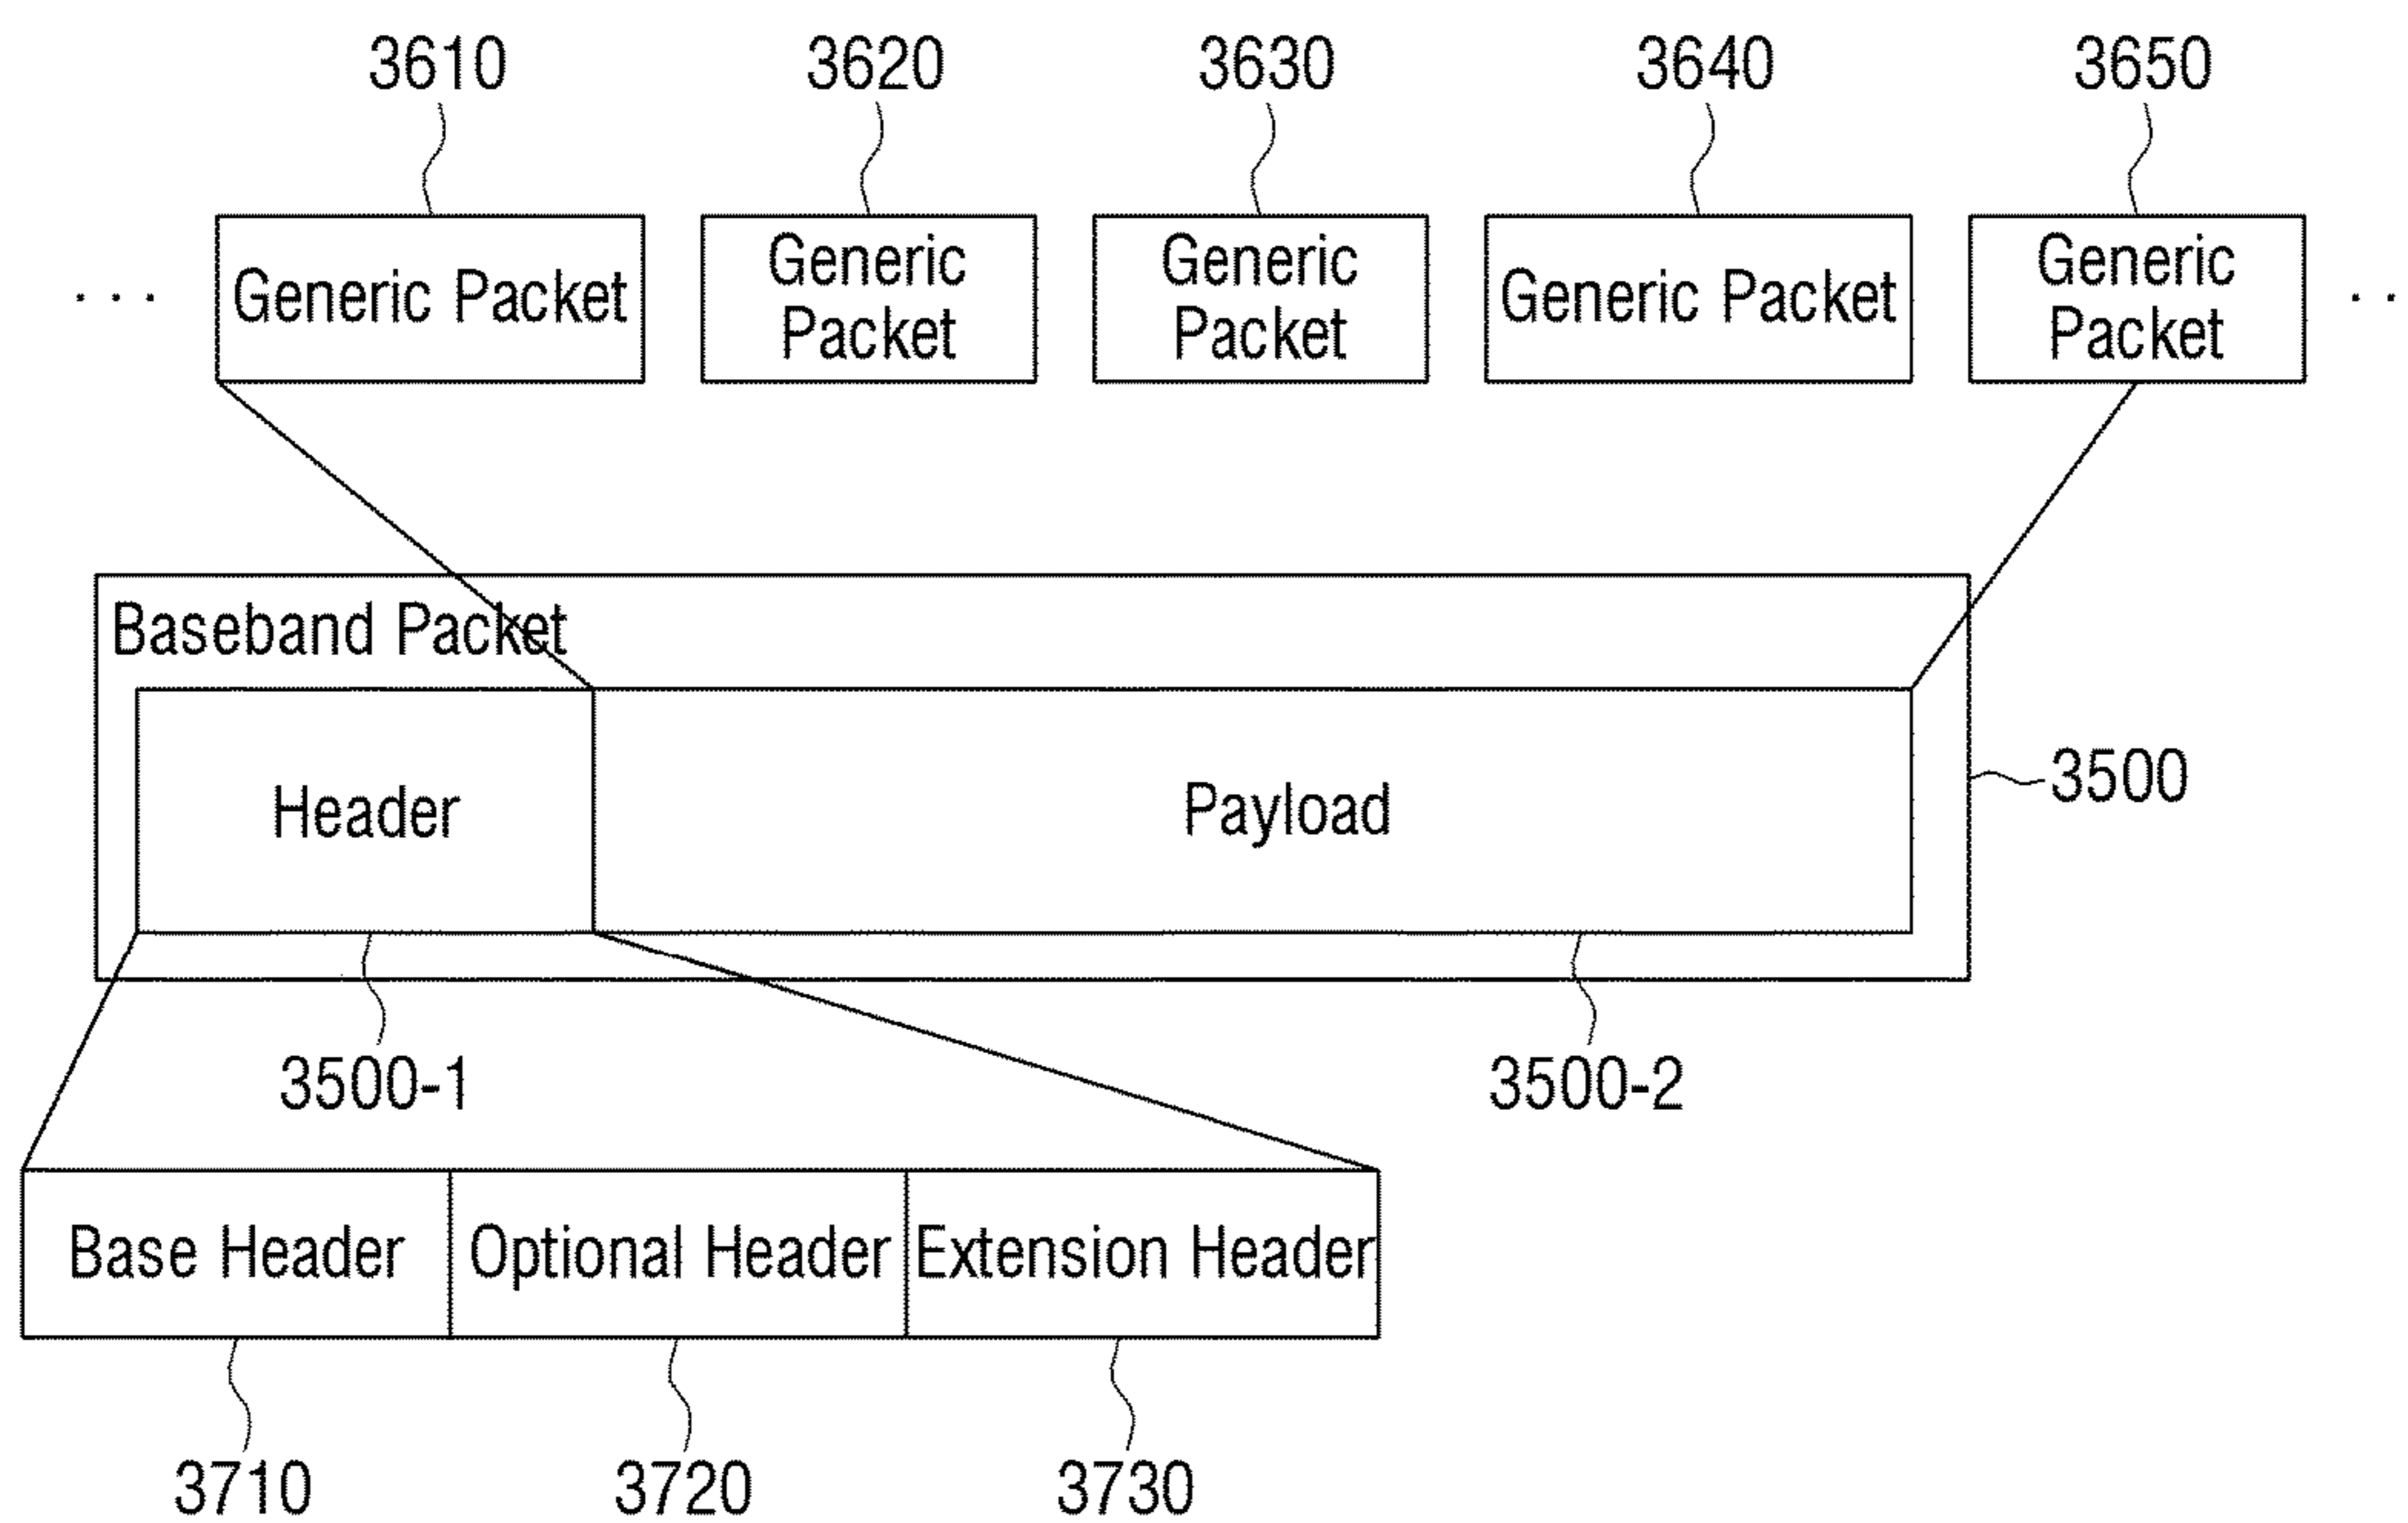 3610 3620 3630 3640 3650
... Generic Packet Generic Packet Generic Packet Generic Packet Generic Packet ..
Baseband Packet
Header Payload
3500
3500-1 3500-2
Base Header Optional Header Extension Header
3710 3720 3730